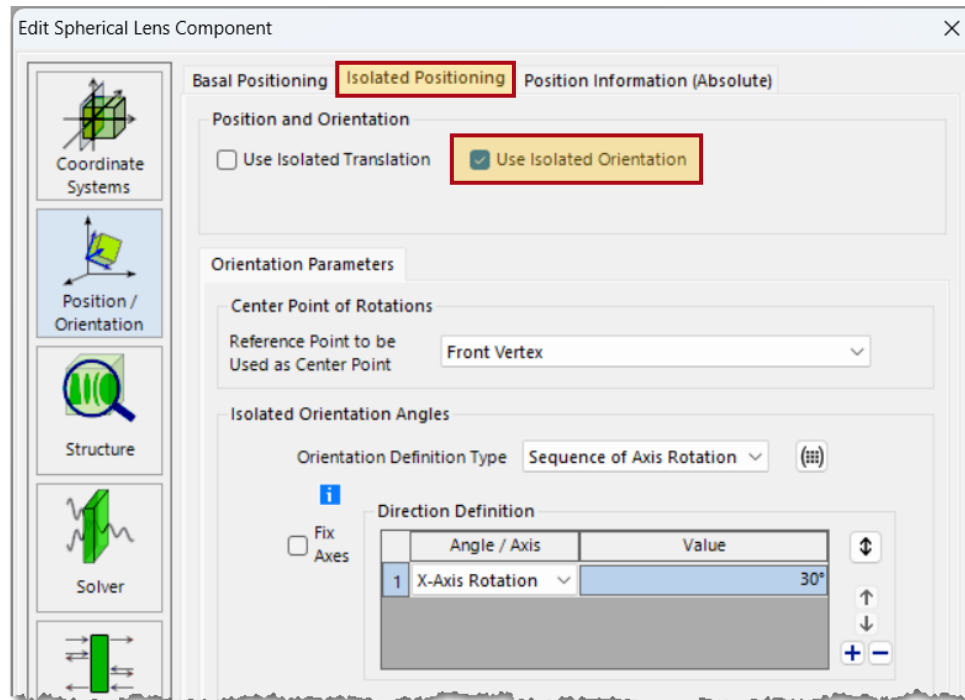 Edit Spherical Lens Component
Basal Positioning
Isolated Positioning
Position Information (Absolute)
Coordinate
Systems
Position /
Orientation
Structure
Solver
Position and Orientation
Use Isolated Translation
Use Isolated Orientation
Orientation Parameters
Center Point of Rotations
Reference Point to be
Used as Center Point
Front Vertex
Isolated Orientation Angles
Orientation Definition Type
Sequence of Axis Rotation
i
Fix
Axes
Direction Definition
Angle / Axis
Value
1
X-Axis Rotation
30°